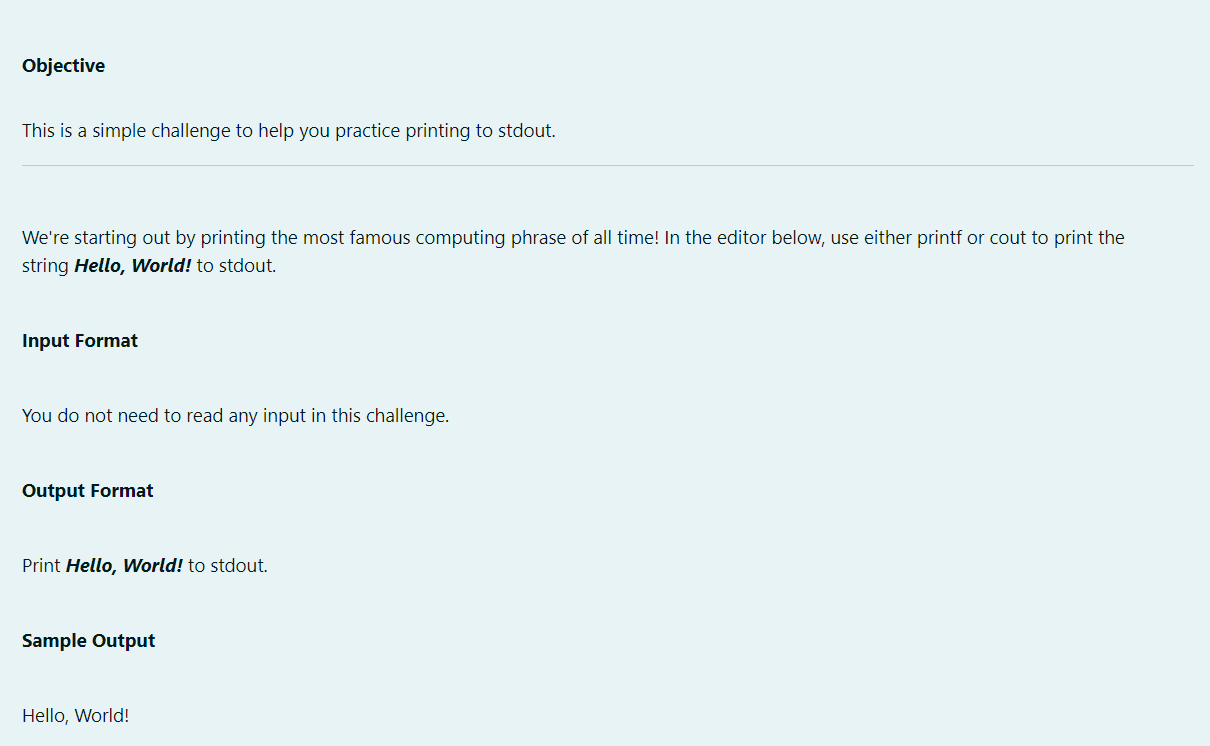 Objective
This is a simple challenge to help you practice printing to stdout.
We're starting out by printing the most famous computing phrase of all time! In the editor below, use either printf or cout to print the
string Hello, World! to stdout.
Input Format
You do not need to read any input in this challenge.
Output Format
Print Hello, World! to stdout.
Sample Output
Hello, World!